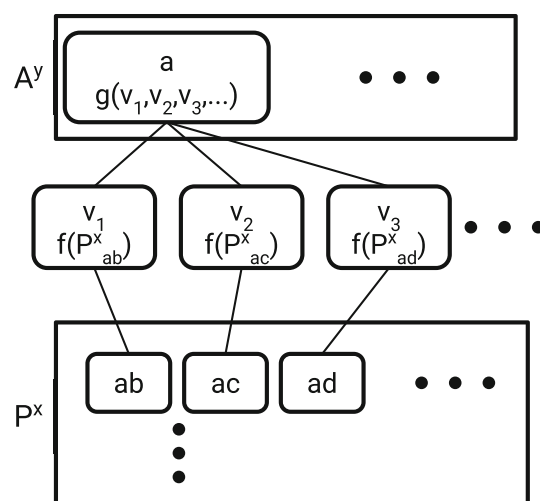 A^y
a
g(v_1,v_2,v_3,...)
v_1
f(P^x_ab)
v_2
f(P^x_ac)
v_3
f(P^x_ad)
P^x
ab
ac
ad